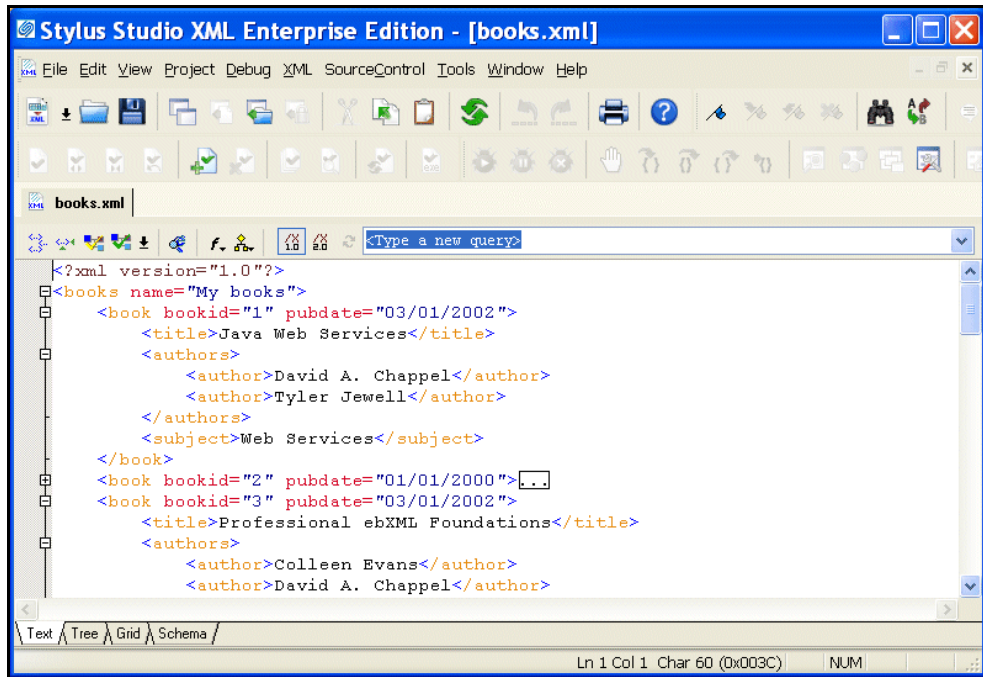 Stylus Studio XML Enterprise Edition - [books.xml]
File Edit View Project Debug XML SourceControl Tools Window Help
books.xml
1.0 2.0 <Type a new query>
<?xml version="1.0"?>
<books name="My books">
<book bookid="1" pubdate="03/01/2002">
<title>Java Web Services</title>
<authors>
<author>David A. Chappel</author>
<author>Tyler Jewell</author>
</authors>
<subject>Web Services</subject>
</book>
<book bookid="2" pubdate="01/01/2000">...
<book bookid="3" pubdate="03/01/2002">
<title>Professional ebXML Foundations</title>
<authors>
<author>Colleen Evans</author>
<author>David A. Chappel</author>
Text Tree Grid Schema
Ln 1 Col 1 Char 60 (0x003C) NUM